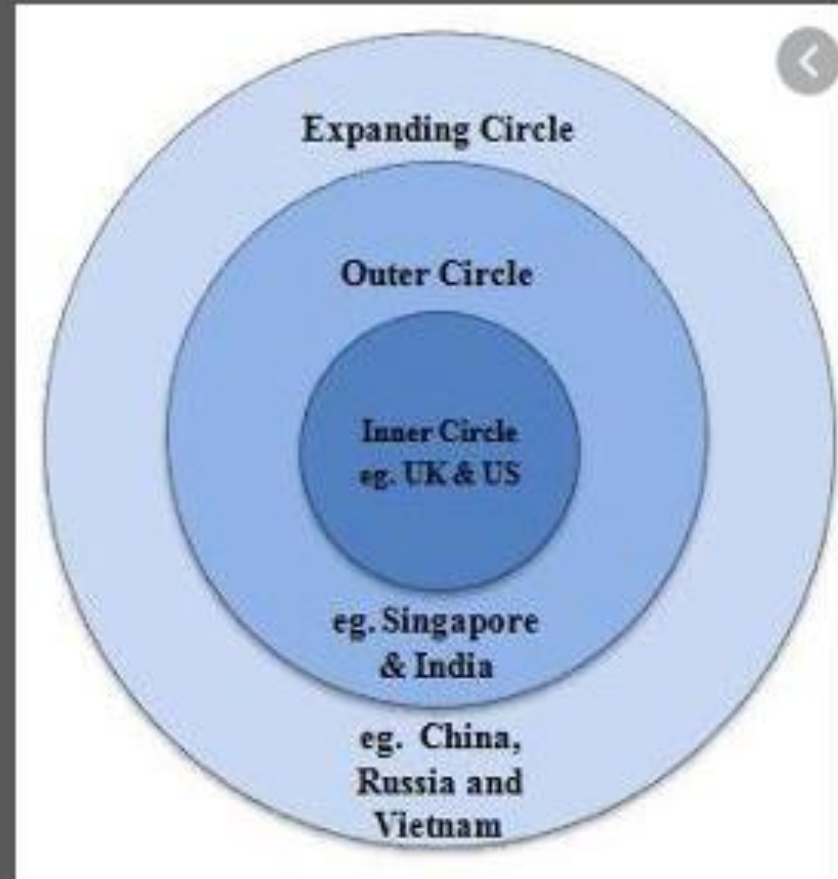 Expanding Circle
Outer Circle
Inner Circle
eg. UK & US
eg. Singapore
& India
eg. China,
Russia and
Vietnam